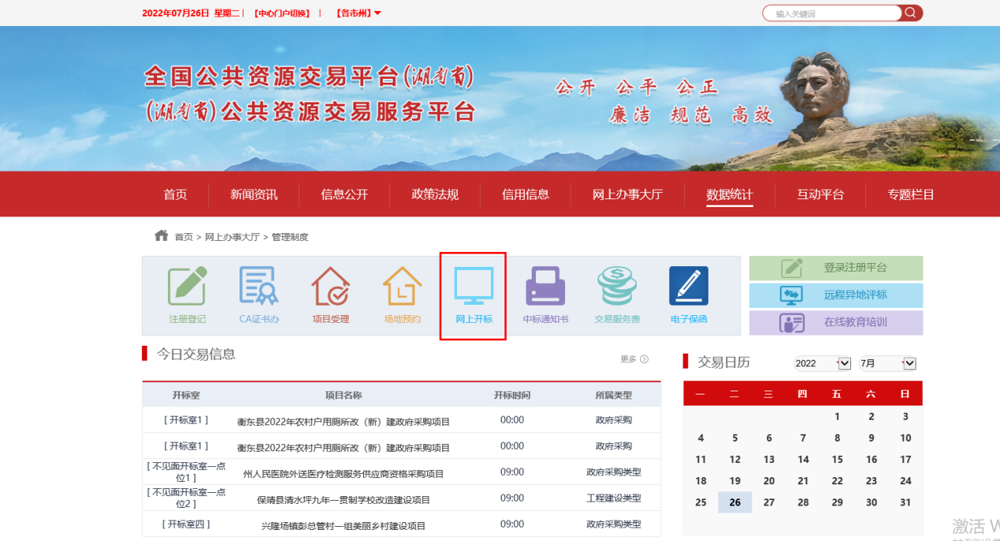 2022年07月26日 星期二 | 【中心门户切换】 | 【各市州】
输入关键词
全国公共资源交易平台(湖南省)
(湖南省)公共资源交易服务平台
公开 公平 公正
廉洁 规范 高效
首页 新闻资讯 信息公开 政策法规 信用信息 网上办事大厅 数据统计 互动平台 专题栏目
首页 > 网上办事大厅 > 管理制度
注册登记 CA证书办 项目受理 场地预约 网上开标 中标通知书 交易服务费 电子保函
登录注册平台
远程异地评标
在线教育培训
今日交易信息 更多
开标室 项目名称 开标时间 所属类型
[ 开标室1 ] 衡东县2022年农村户用厕所改（新）建政府采购项目 00:00 政府采购
[ 开标室1 ] 衡东县2022年农村户用厕所改（新）建政府采购项目 00:00 政府采购
[ 不见面开标室一点
位1 ] 州人民医院外送医疗检测服务供应商资格采购项目 09:00 政府采购类型
[ 不见面开标室一点
位2 ] 保靖县清水坪九年一贯制学校改造建设项目 09:00 工程建设类型
[ 开标室四 ] 兴隆场镇彭总管村一组美丽乡村建设项目 09:00 政府采购类型
交易日历 2022 7月
一 二 三 四 五 六 日
1 2 3
4 5 6 7 8 9 10
11 12 13 14 15 16 17
18 19 20 21 22 23 24
25 26 27 28 29 30 31
激活 W